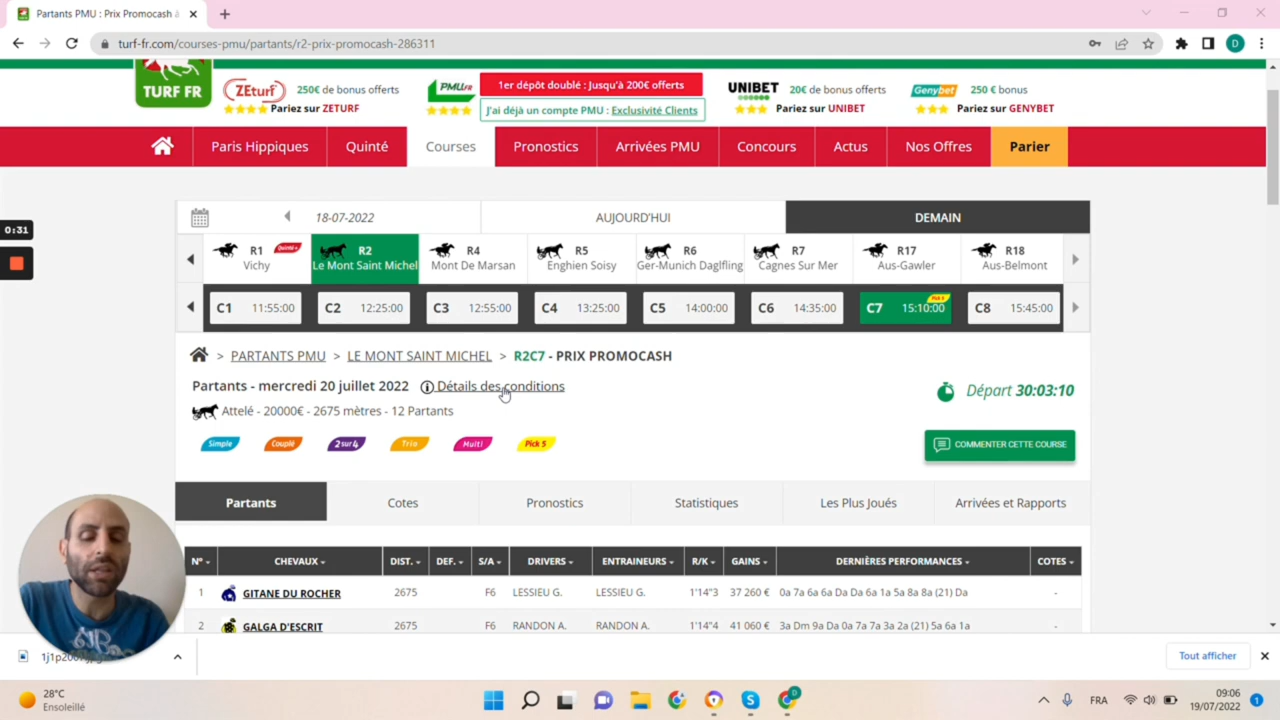 Partants PMU : Prix Promocash à
turf-fr.com/courses-pmu/partants/r2-prix-promocash-286311
D
TURF FR
ZEturf 250€ de bonus offerts
Pariez sur ZETURF
PMU.fr
1er dépôt doublé : Jusqu'à 200€ offerts
J'ai déjà un compte PMU : Exclusivité Clients
UNIBET 20€ de bonus offerts
Pariez sur UNIBET
Genybet 250 € bonus
Pariez sur GENYBET
Paris Hippiques Quinté Courses Pronostics Arrivées PMU Concours Actus Nos Offres Parier
18-07-2022 AUJOURD'HUI DEMAIN
0:31
R1 Quinté+ R2 R4 R5 R6 R7 R17 R18
Vichy Le Mont Saint Michel Mont De Marsan Enghien Soisy Ger-Munich Daglfing Cagnes Sur Mer Aus-Gawler Aus-Belmont
C1 11:55:00 C2 12:25:00 C3 12:55:00 C4 13:25:00 C5 14:00:00 C6 14:35:00 C7 15:10:00 Pick 5 C8 15:45:00
> PARTANTS PMU > LE MONT SAINT MICHEL > R2C7 - PRIX PROMOCASH
Partants - mercredi 20 juillet 2022 Détails des conditions
Départ 30:03:10
Attelé - 20000€ - 2675 mètres - 12 Partants
Simple Couplé 2sur4 Trio Multi Pick 5
COMMENTER CETTE COURSE
Partants Cotes Pronostics Statistiques Les Plus Joués Arrivées et Rapports
N° CHEVAUX DIST. DEF. S/A DRIVERS ENTRAINEURS R/K GAINS DERNIÈRES PERFORMANCES COTES
1 GITANE DU ROCHER 2675 F6 LESSIEU G. LESSIEU G. 1'14"3 37 260 € 0a 7a 6a 6a Da Da 6a 1a 5a 8a 8a (21) Da -
2 GALGA D'ESCRIT 2675 F6 RANDON A. RANDON A. 1'14"4 41 060 € 3a Dm 9a Da 0a 7a 7a 3a 2a (21) 5a 6a 1a -
Tout afficher
28°C
Ensoleillé
D
FRA
09:06
19/07/2022
1